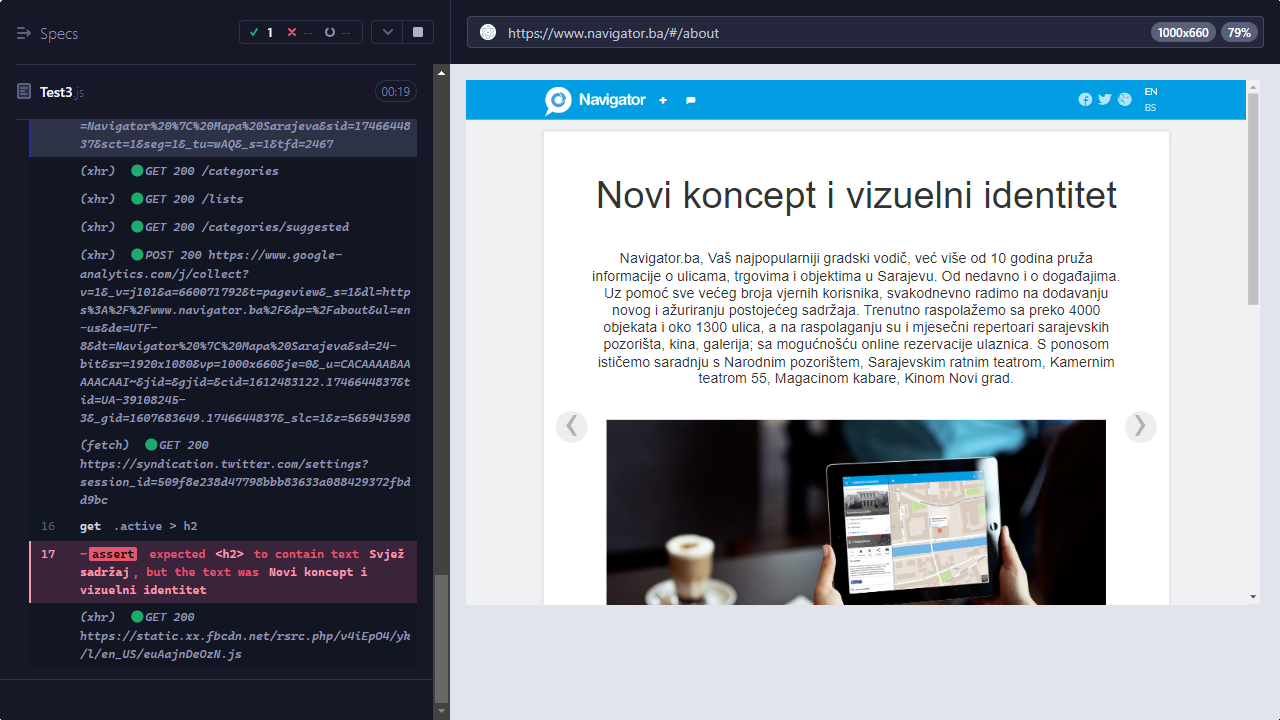 Specs
1
--
--
https://www.navigator.ba/#/about
1000x660
79%
Test3.js
00:19
=Navigator%20%7C%20Mapa%20Sarajeva&sid=17466448
37&sct=1&seg=1&_tu=wAQ&_s=1&tfd=2467
(xhr) GET 200 /categories
(xhr) GET 200 /lists
(xhr) GET 200 /categories/suggested
(xhr) POST 200 https://www.google-
analytics.com/j/collect?
v=1&_v=j101&a=660071792&t=pageview&_s=1&dl=http
s%3A%2F%2Fwww.navigator.ba%2F&dp=%2Fabout&ul=en
-us&de=UTF-
8&dt=Navigator%20%7C%20Mapa%20Sarajeva&sd=24-
bit&sr=1920x1080&vp=1000x660&je=0&_u=CACAAAABAA
AAACAAI~&jid=&gjid=&cid=1612483122.1746644837&t
id=UA-39108245-
3&_gid=1607683649.1746644837&_slc=1&z=565943598
(fetch) GET 200
https://syndication.twitter.com/settings?
session_id=509f8e238d47798bbb83633a088429372fbd
d9bc
16 get .active > h2
17 -assert expected <h2> to contain text Svjež
sadržaj, but the text was Novi koncept i
vizuelni identitet
(xhr) GET 200
https://static.xx.fbcdn.net/rsrc.php/v4iEpO4/yk
/l/en_US/euAajnDeOzN.js
Navigator
EN
BS
Novi koncept i vizuelni identitet
Navigator.ba, Vaš najpopularniji gradski vodič, već više od 10 godina pruža
informacije o ulicama, trgovima i objektima u Sarajevu. Od nedavno i o događajima.
Uz pomoć sve većeg broja vjernih korisnika, svakodnevno radimo na dodavanju
novog i ažuriranju postojećeg sadržaja. Trenutno raspolažemo sa preko 4000
objekata i oko 1300 ulica, a na raspolaganju su i mjesečni repertoari sarajevskih
pozorišta, kina, galerija; sa mogućnošću online rezervacije ulaznica. S ponosom
ističemo saradnju s Narodnim pozorištem, Sarajevskim ratnim teatrom, Kamernim
teatrom 55, Magacinom kabare, Kinom Novi grad.